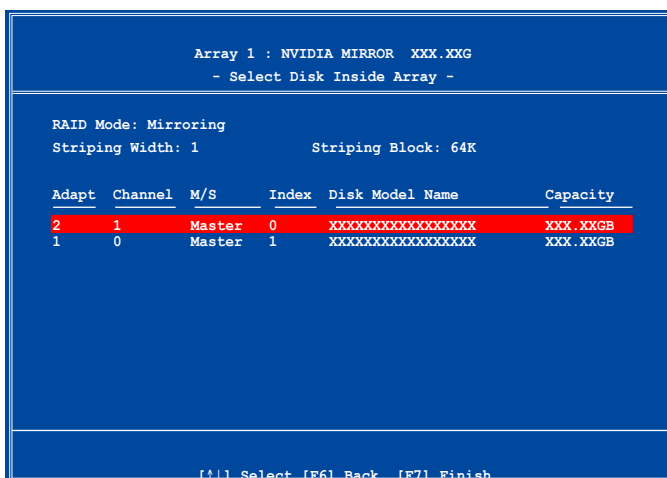 Array 1 : NVIDIA MIRROR XXX.XXG
- Select Disk Inside Array -
RAID Mode: Mirroring
Striping Width: 1 Striping Block: 64K
Adapt Channel M/S Index Disk Model Name Capacity
2 1 Master 0 XXXXXXXXXXXXXXXXX XXX.XXGB
1 0 Master 1 XXXXXXXXXXXXXXXXX XXX.XXGB
[↑↓] Select [F6] Back [F7] Finish